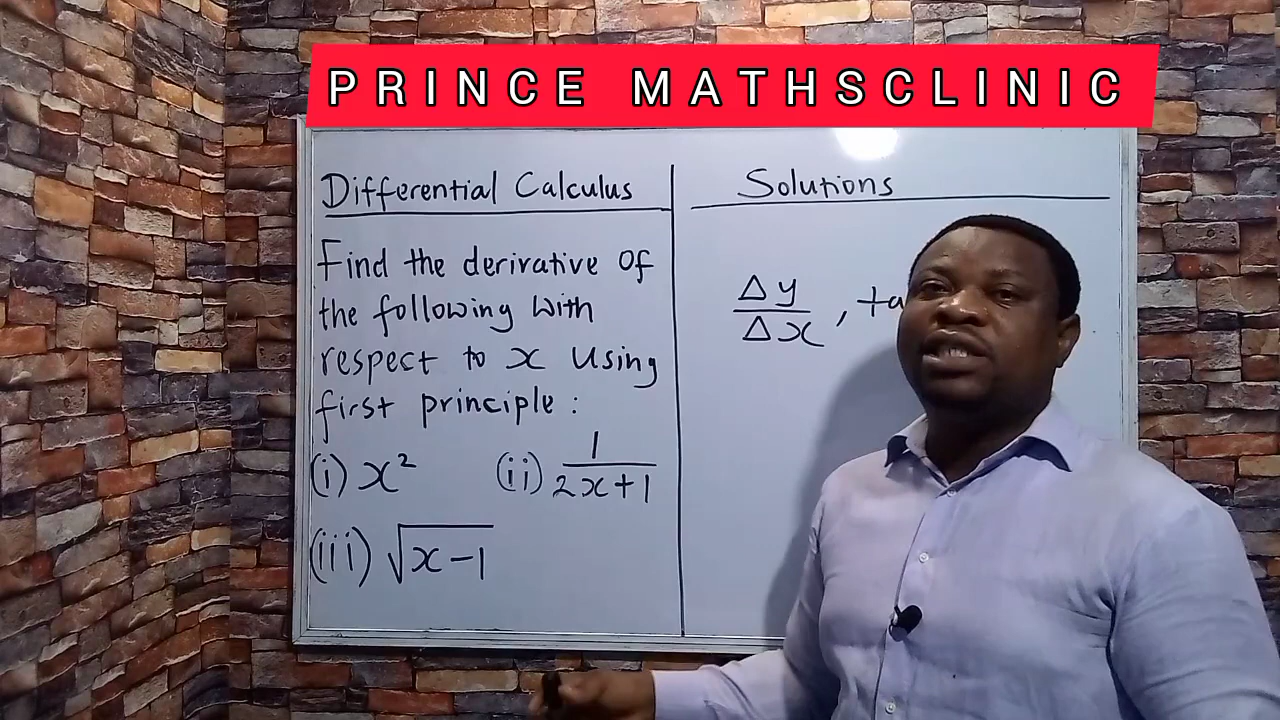 PRINCE MATHSCLINIC
Differential Calculus
Find the derivative of
the following with
respect to x using
first principle :
(i) x² (ii) 1/(2x+1)
(iii) √(x-1)
Solutions
Δy/Δx ,